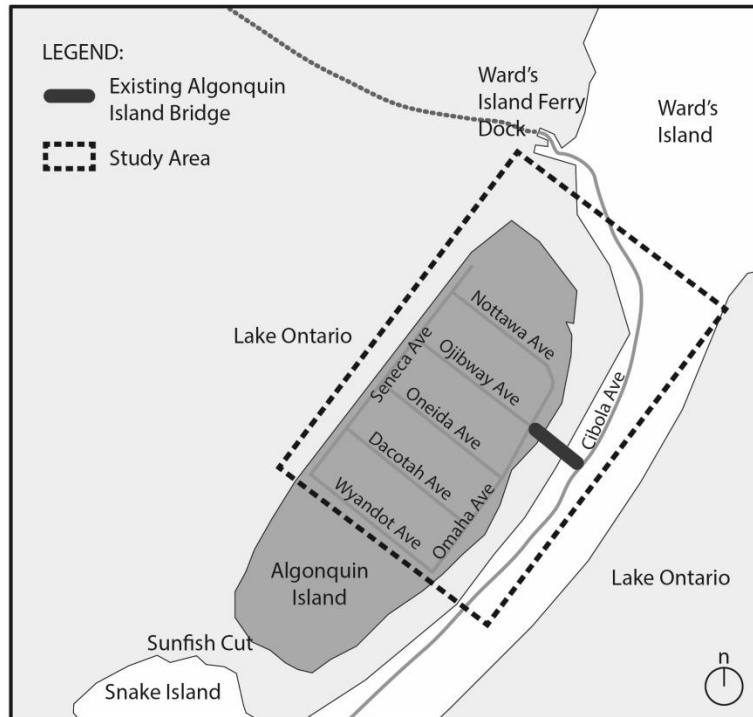 LEGEND:
Existing Algonquin
Island Bridge
Study Area
Ward's
Island Ferry
Dock
Ward's
Island
Lake Ontario
Nottawa Ave
Ojibway Ave
Seneca Ave
Oneida Ave
Dacotah Ave
Wyandot Ave
Omaha Ave
Cibola Ave
Algonquin
Island
Lake Ontario
Sunfish Cut
Snake Island
n